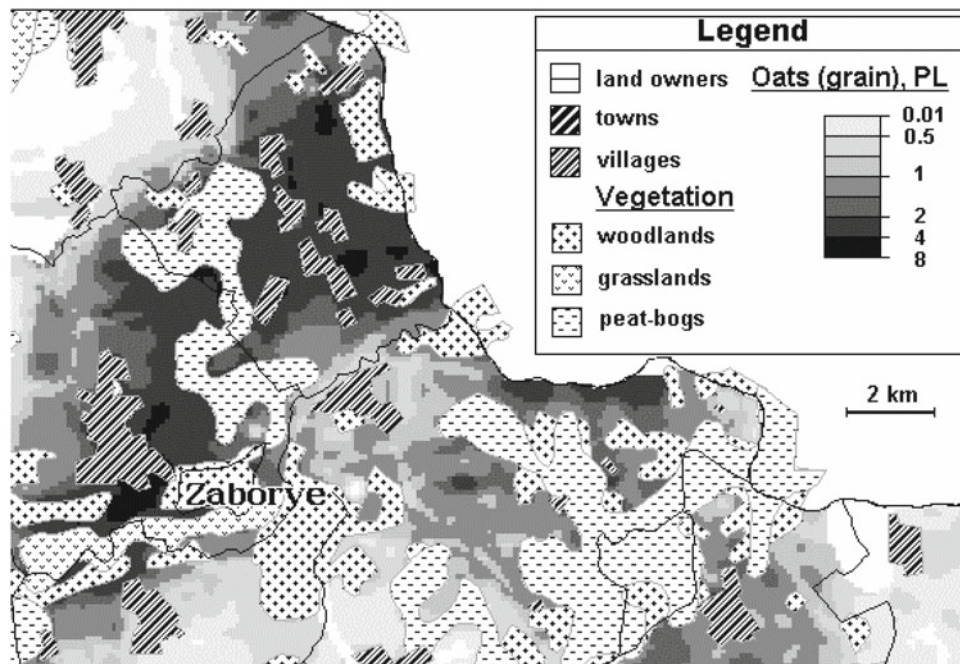 Legend
land owners
towns
villages
Vegetation
woodlands
grasslands
peat-bogs
Oats (grain), PL
0.01
0.5
1
2
4
8
2 km
Zaborye